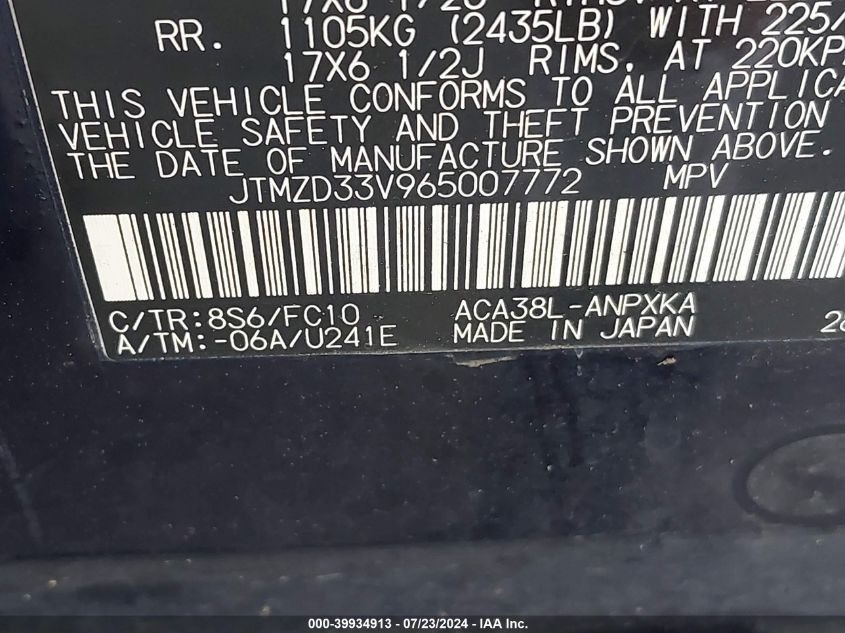 RR. 1105KG (2435LB) WITH 225/
17X6 1/2J RIMS, AT 220KPA
THIS VEHICLE CONFORMS TO ALL APPLICA
VEHICLE SAFETY AND THEFT PREVENTION
THE DATE OF MANUFACTURE SHOWN ABOVE.
JTMZD33V965007772 MPV
C/TR:8S6/FC10 ACA38L-ANPXKA
A/TM:-06A/U241E MADE IN JAPAN 28
000-39934913 - 07/23/2024 - IAA Inc.